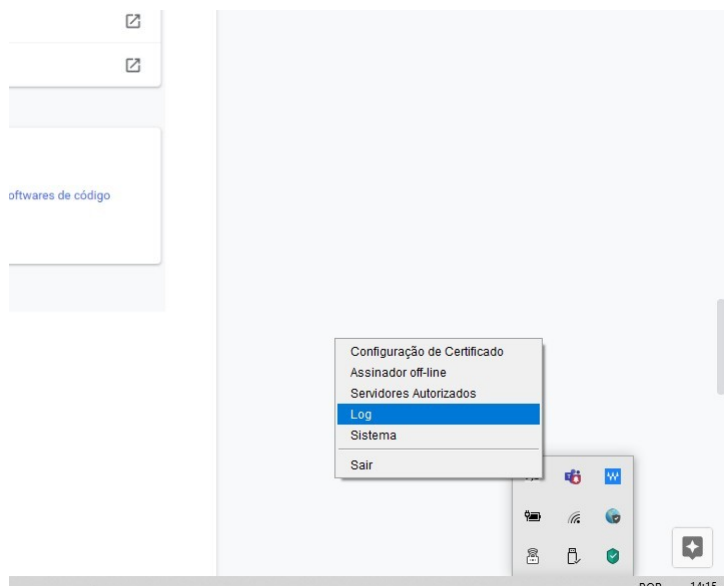 oftwares de código
Configuração de Certificado
Assinador off-line
Servidores Autorizados
Log
Sistema
Sair